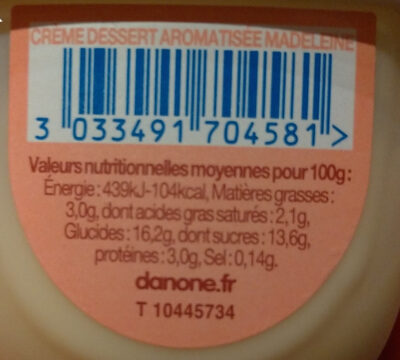 CRÈME DESSERT AROMATISÉE MADELEINE
3 033491 704581 >
Valeurs nutritionnelles moyennes pour 100g :
Énergie : 439kJ-104kcal, Matières grasses :
3,0g, dont acides gras saturés : 2,1g,
Glucides : 16,2g, dont sucres : 13,6g,
protéines : 3,0g, Sel : 0,14g.
danone.fr
T 10445734